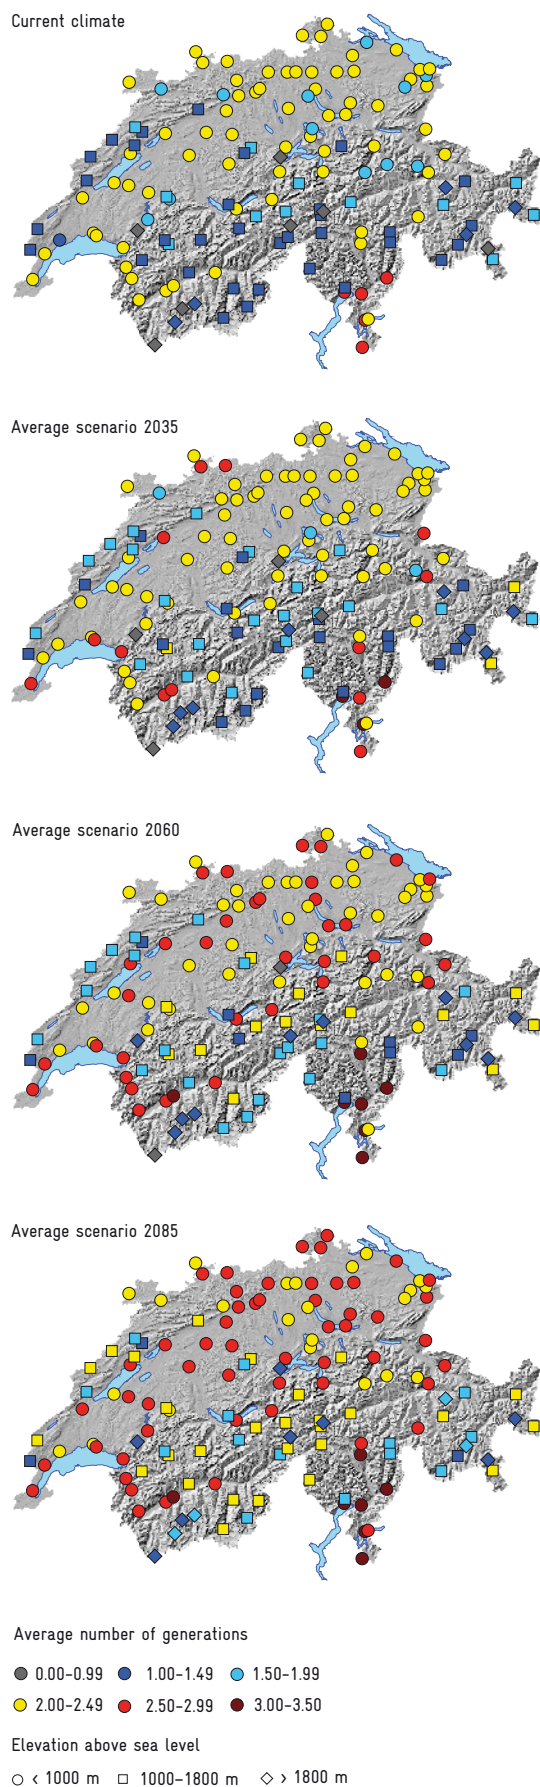 Current climate
Average scenario 2035
Average scenario 2060
Average scenario 2085
Average number of generations
0.00–0.99 1.00–1.49 1.50–1.99
2.00–2.49 2.50–2.99 3.00–3.50
Elevation above sea level
< 1000 m 1000–1800 m > 1800 m